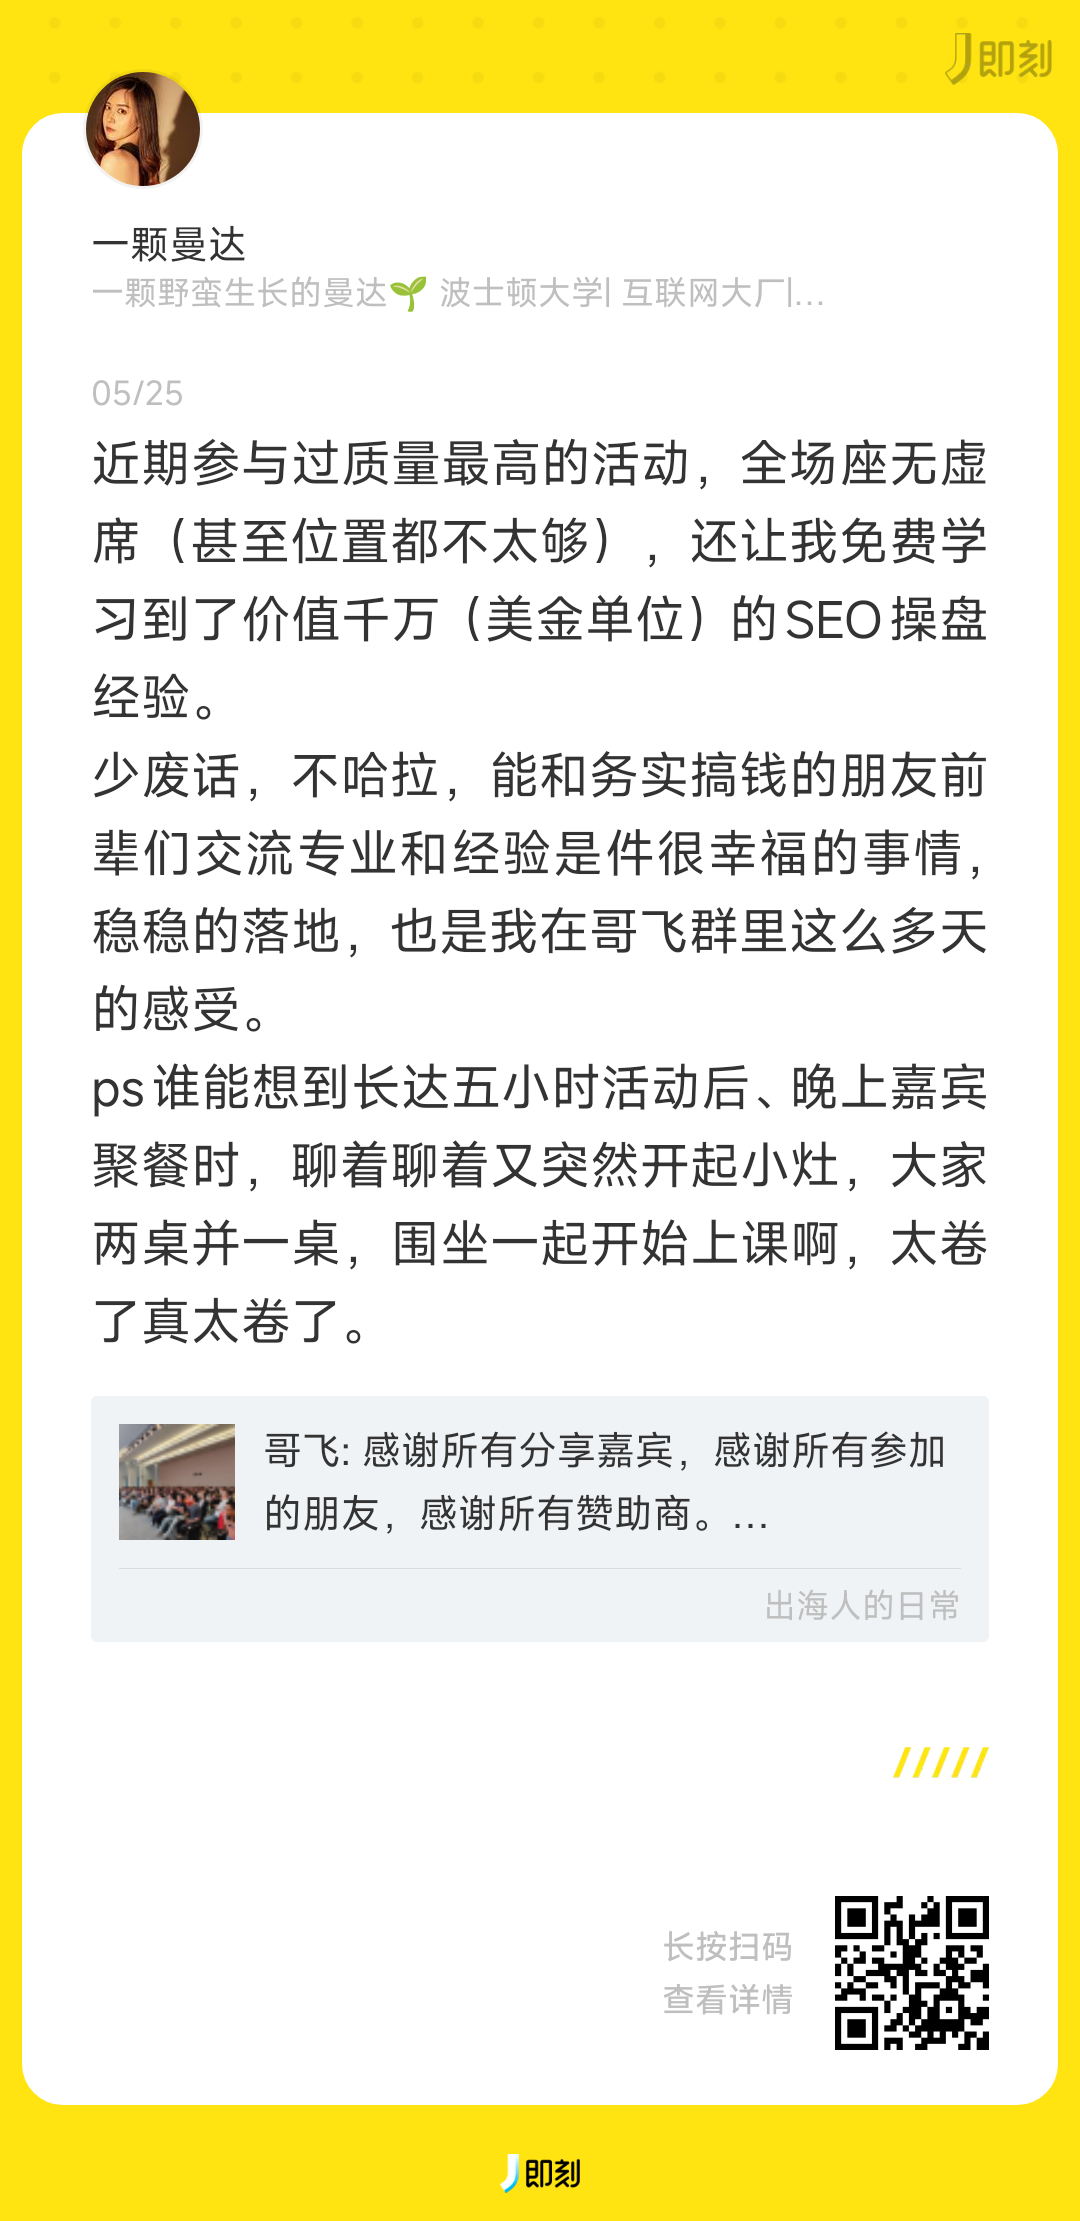 即刻
一颗曼达
一颗野蛮生长的曼达🌱 波士顿大学| 互联网大厂|...
05/25
近期参与过质量最高的活动，全场座无虚
席（甚至位置都不太够），还让我免费学
习到了价值千万（美金单位）的SEO操盘
经验。
少废话，不哈拉，能和务实搞钱的朋友前
辈们交流专业和经验是件很幸福的事情，
稳稳的落地，也是我在哥飞群里这么多天
的感受。
ps谁能想到长达五小时活动后、晚上嘉宾
聚餐时，聊着聊着又突然开起小灶，大家
两桌并一桌，围坐一起开始上课啊，太卷
了真太卷了。
哥飞: 感谢所有分享嘉宾，感谢所有参加
的朋友，感谢所有赞助商。...
出海人的日常
长按扫码
查看详情
即刻